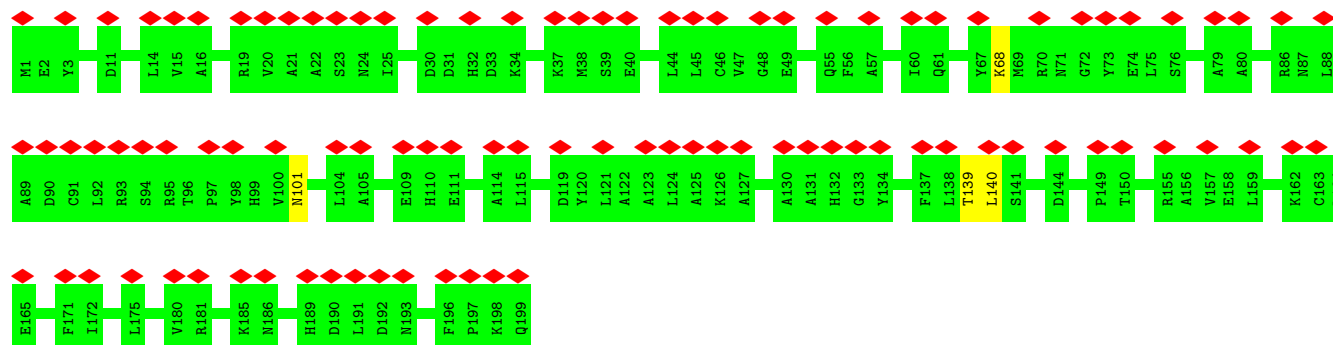 M1 E2 Y3 D11 L14 V15 A16 R19 V20 A21 A22 S23 N24 I25 D30 D31 H32 D33 K34 K37 M38 S39 E40 L44 L45 C46 V47 G48 E49 Q55 F56 A57 I60 Q61 Y67 K68 M69 R70 N71 G72 Y73 E74 L75 S76 A79 A80 R86 N87 L88
A89 D90 C91 L92 R93 S94 R95 T96 P97 Y98 H99 V100 N101 L104 A105 E109 H110 E111 A114 L115 D119 Y120 L121 A122 A123 L124 A125 K126 A127 A130 A131 H132 G133 Y134 F137 L138 T139 L140 S141 D144 P149 T150 R155 A156 V157 E158 L159 K162 C163
E165 F171 I172 L175 V180 R181 K185 N186 H189 D190 L191 D192 N193 F196 P197 K198 Q199